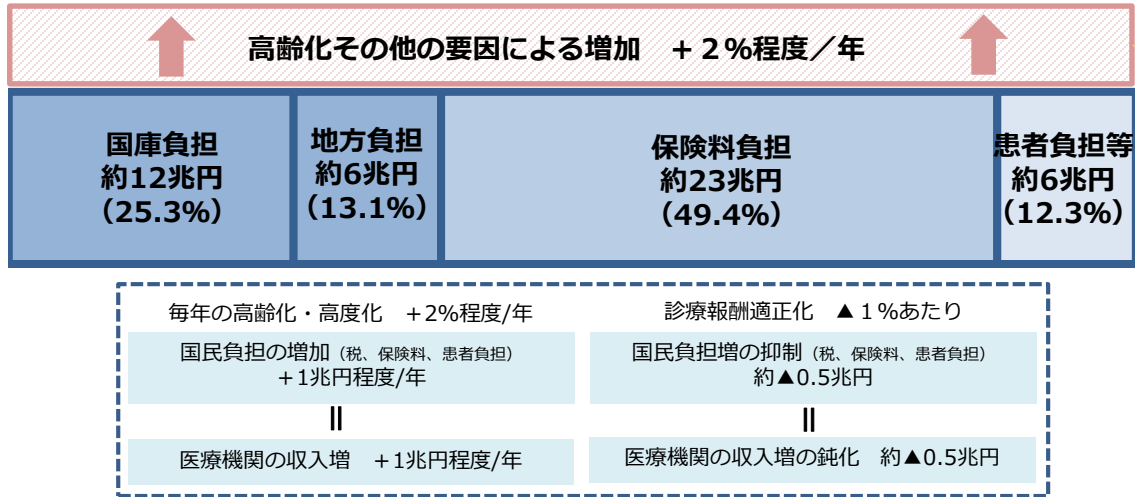 高齢化その他の要因による増加　＋２％程度／年
国庫負担
約12兆円
（25.3%）
地方負担
約6兆円
（13.1%）
保険料負担
約23兆円
（49.4%）
患者負担等
約6兆円
（12.3%）
毎年の高齢化・高度化　＋2%程度/年
国民負担の増加（税、保険料、患者負担）
＋1兆円程度/年
||
医療機関の収入増　＋1兆円程度/年
診療報酬適正化　▲１％あたり
国民負担増の抑制（税、保険料、患者負担）
約▲0.5兆円
||
医療機関の収入増の鈍化　約▲0.5兆円